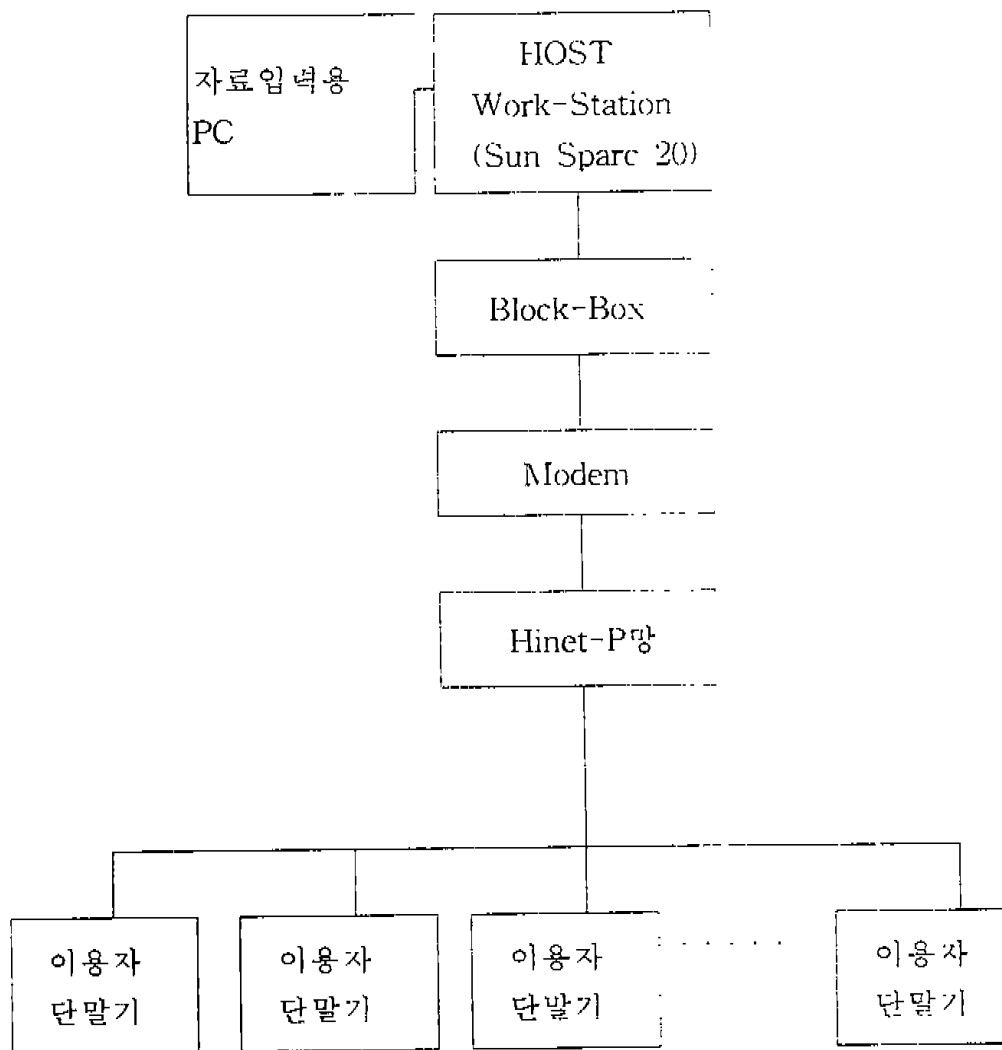 자료입력용
PC
HOST
Work-Station
(Sun Sparc 20)
Block-Box
Modem
Hinet-P망
이용자
단말기
이용자
단말기
이용자
단말기
· · · · · ·
이용자
단말기